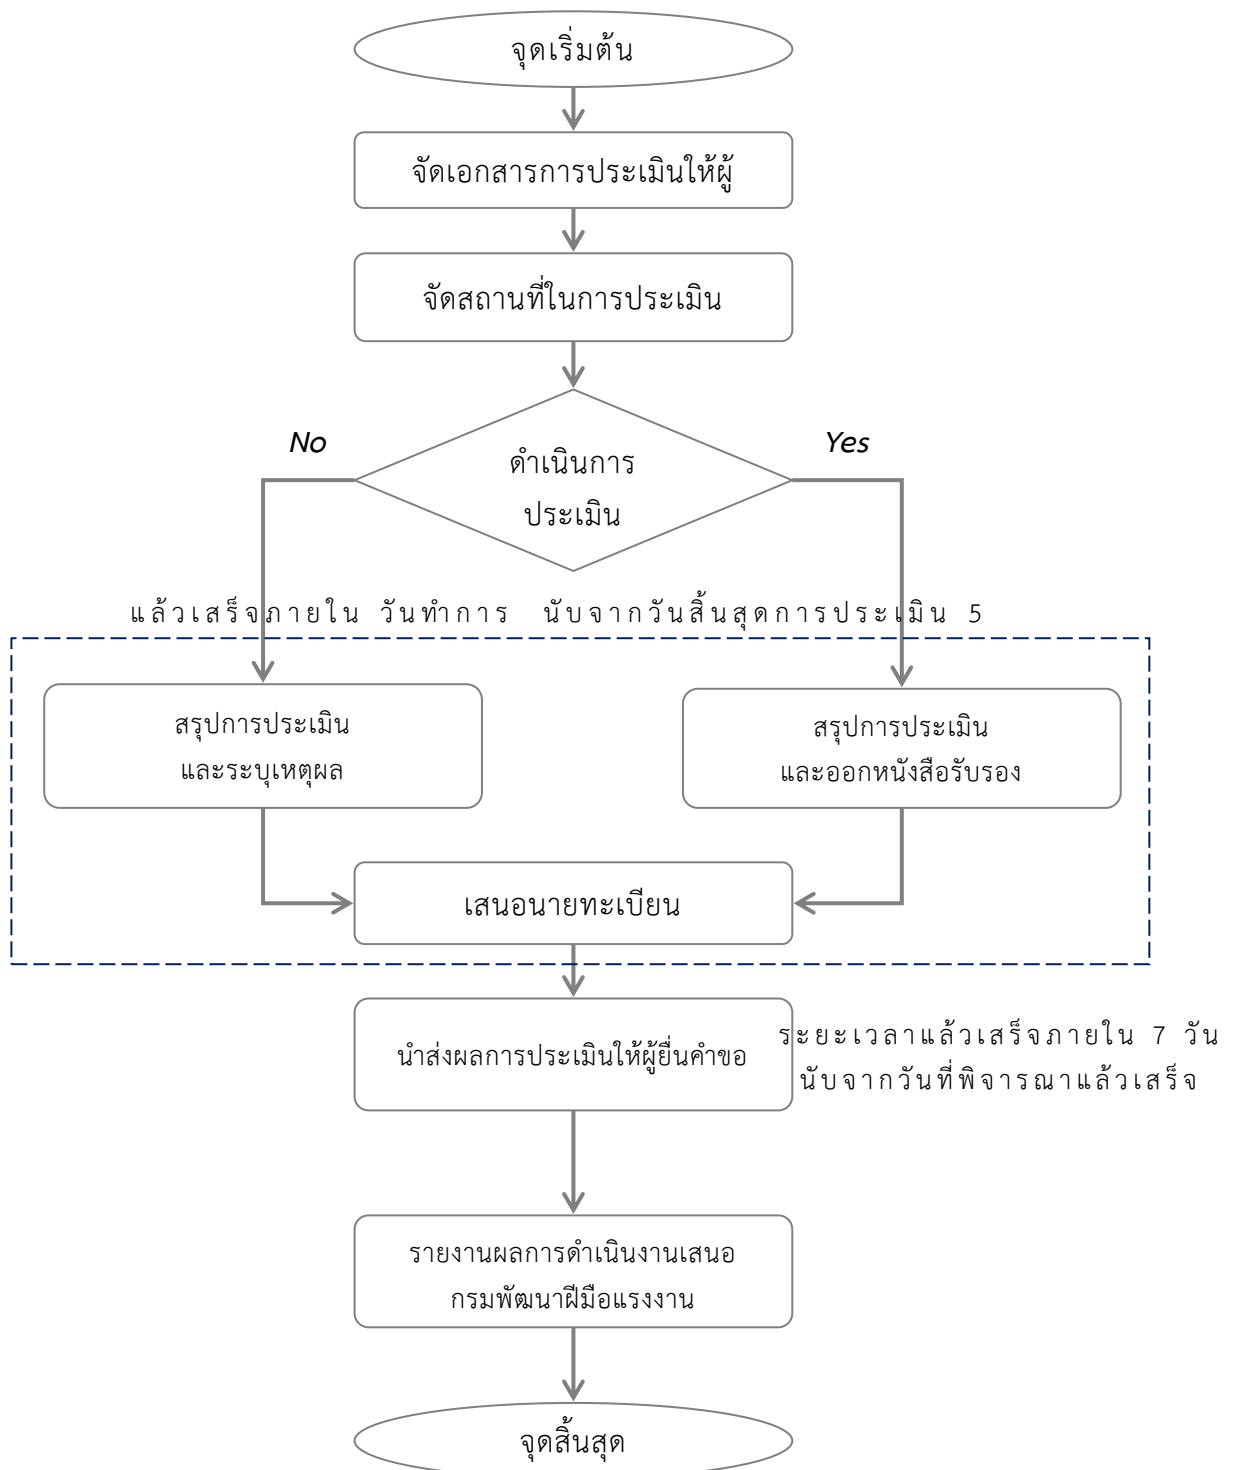 จุดเริ่มต้น
จัดเอกสารการประเมินให้ผู้
จัดสถานที่ในการประเมิน
No
Yes
ดำเนินการ
ประเมิน
แล้วเสร็จภายใน วันทำการ นับจากวันสิ้นสุดการประเมิน 5
สรุปการประเมิน
และระบุเหตุผล
สรุปการประเมิน
และออกหนังสือรับรอง
เสนอนายทะเบียน
นำส่งผลการประเมินให้ผู้ยื่นคำขอ
ระยะเวลาแล้วเสร็จภายใน 7 วัน
นับจากวันที่พิจารณาแล้วเสร็จ
รายงานผลการดำเนินงานเสนอ
กรมพัฒนาฝีมือแรงงาน
จุดสิ้นสุด